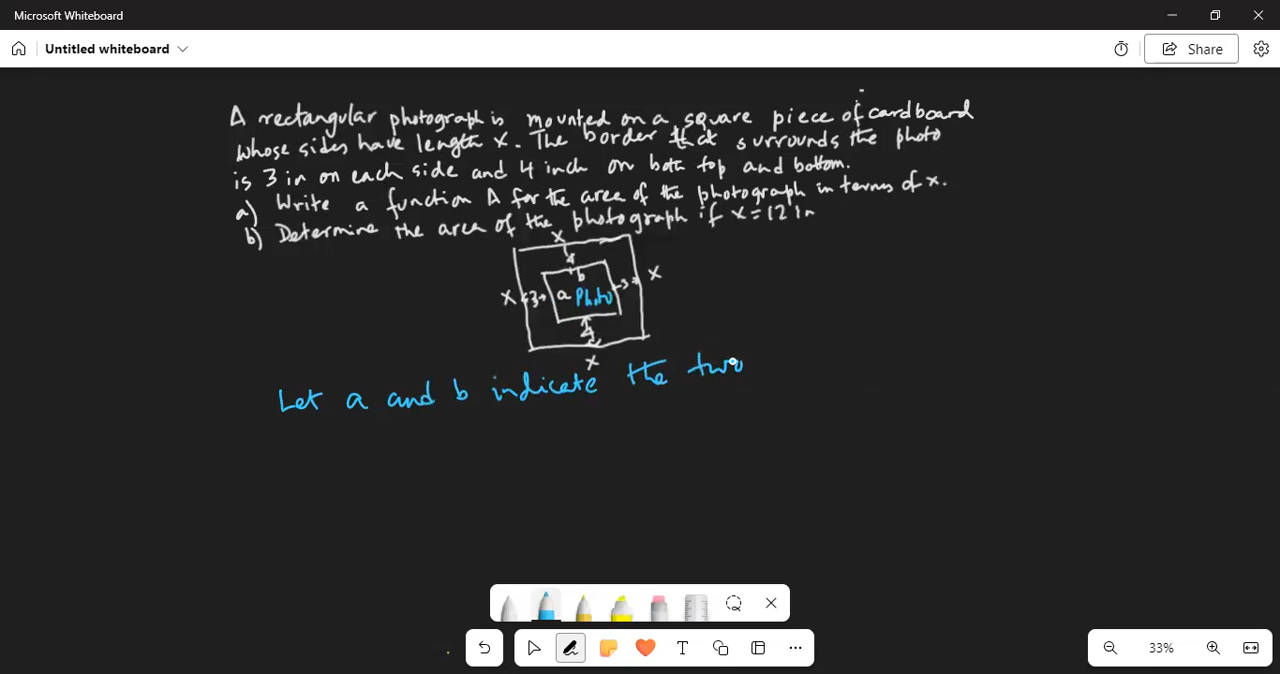 Microsoft Whiteboard
Untitled whiteboard
Share
A rectangular photograph is mounted on a square piece of cardboard
whose sides have length x. The border that surrounds the photo
is 3 in on each side and 4 inch on both top and bottom.
a) Write a function A for the area of the photograph in terms of x.
b) Determine the area of the photograph if x = 12 in
x
4
b
x
x
3
a
Photo
3
4
x
Let a and b indicate the two
33%